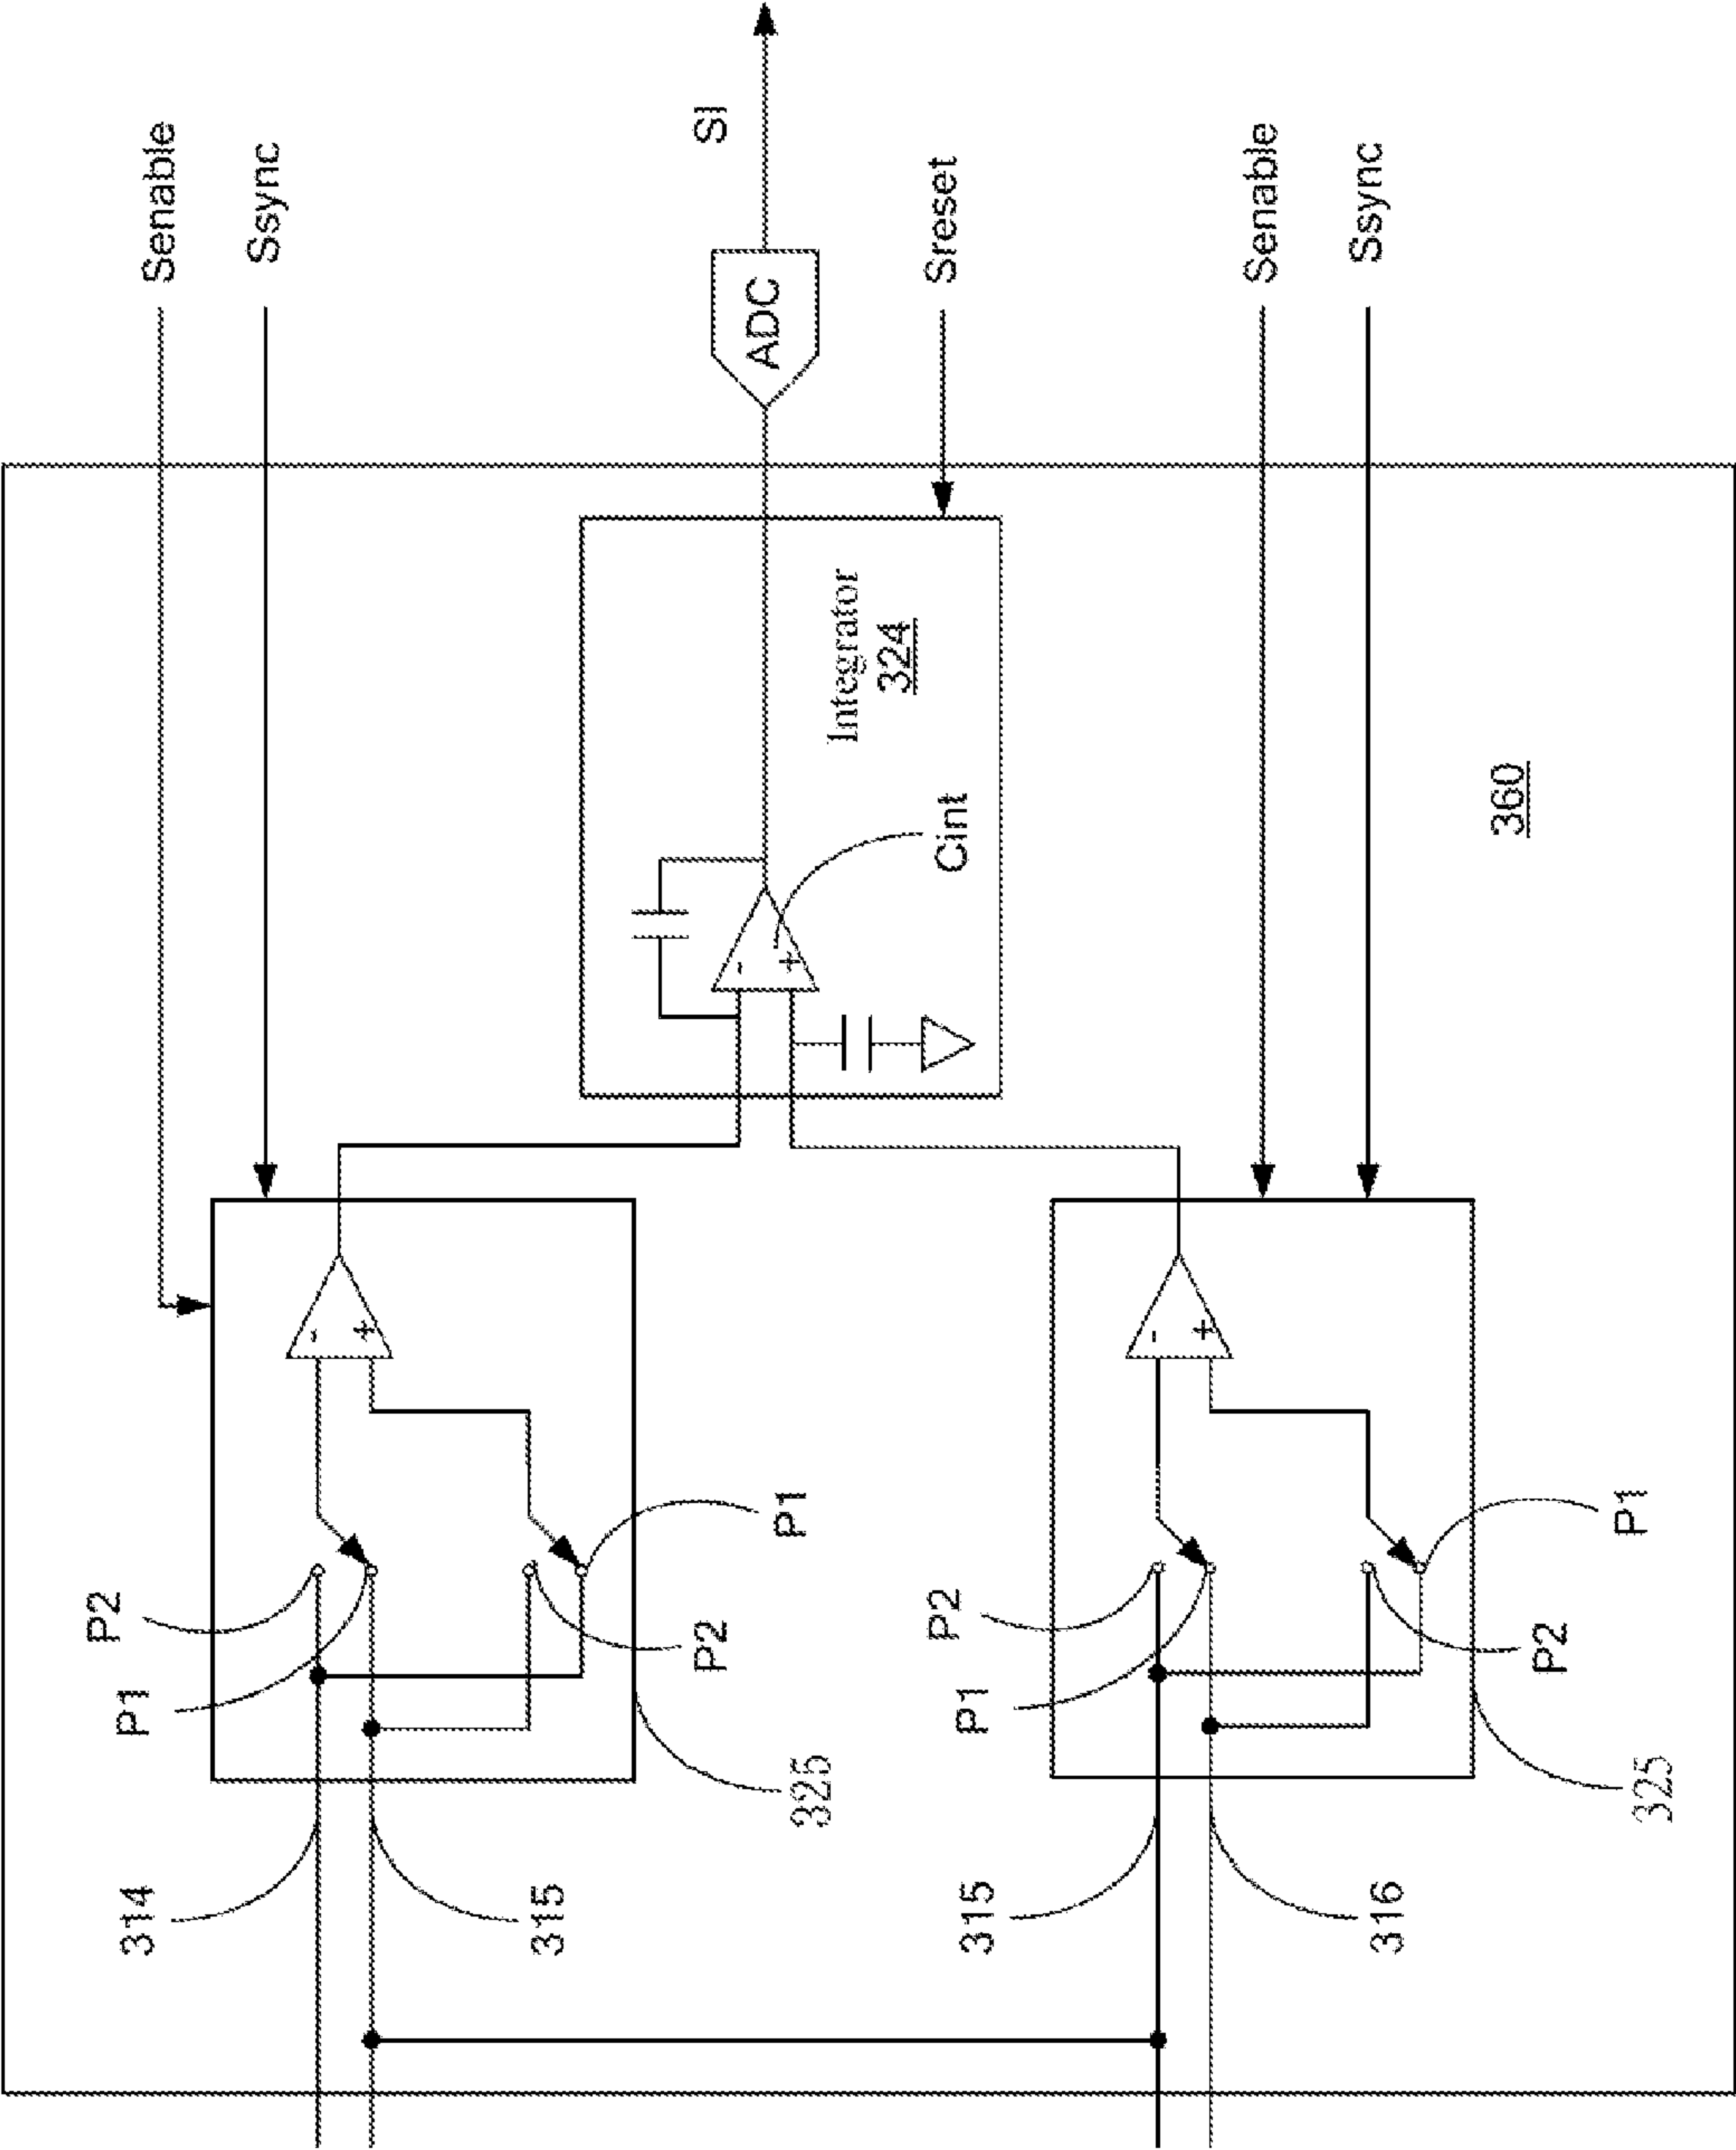 Senable
Ssync
SI
ADC
Sreset
Senable
Ssync
Integrator
324
Cint
360
-
+
-
+
-
+
P2
P1
P2
P1
P2
P1
P2
P1
325
325
314
315
315
316